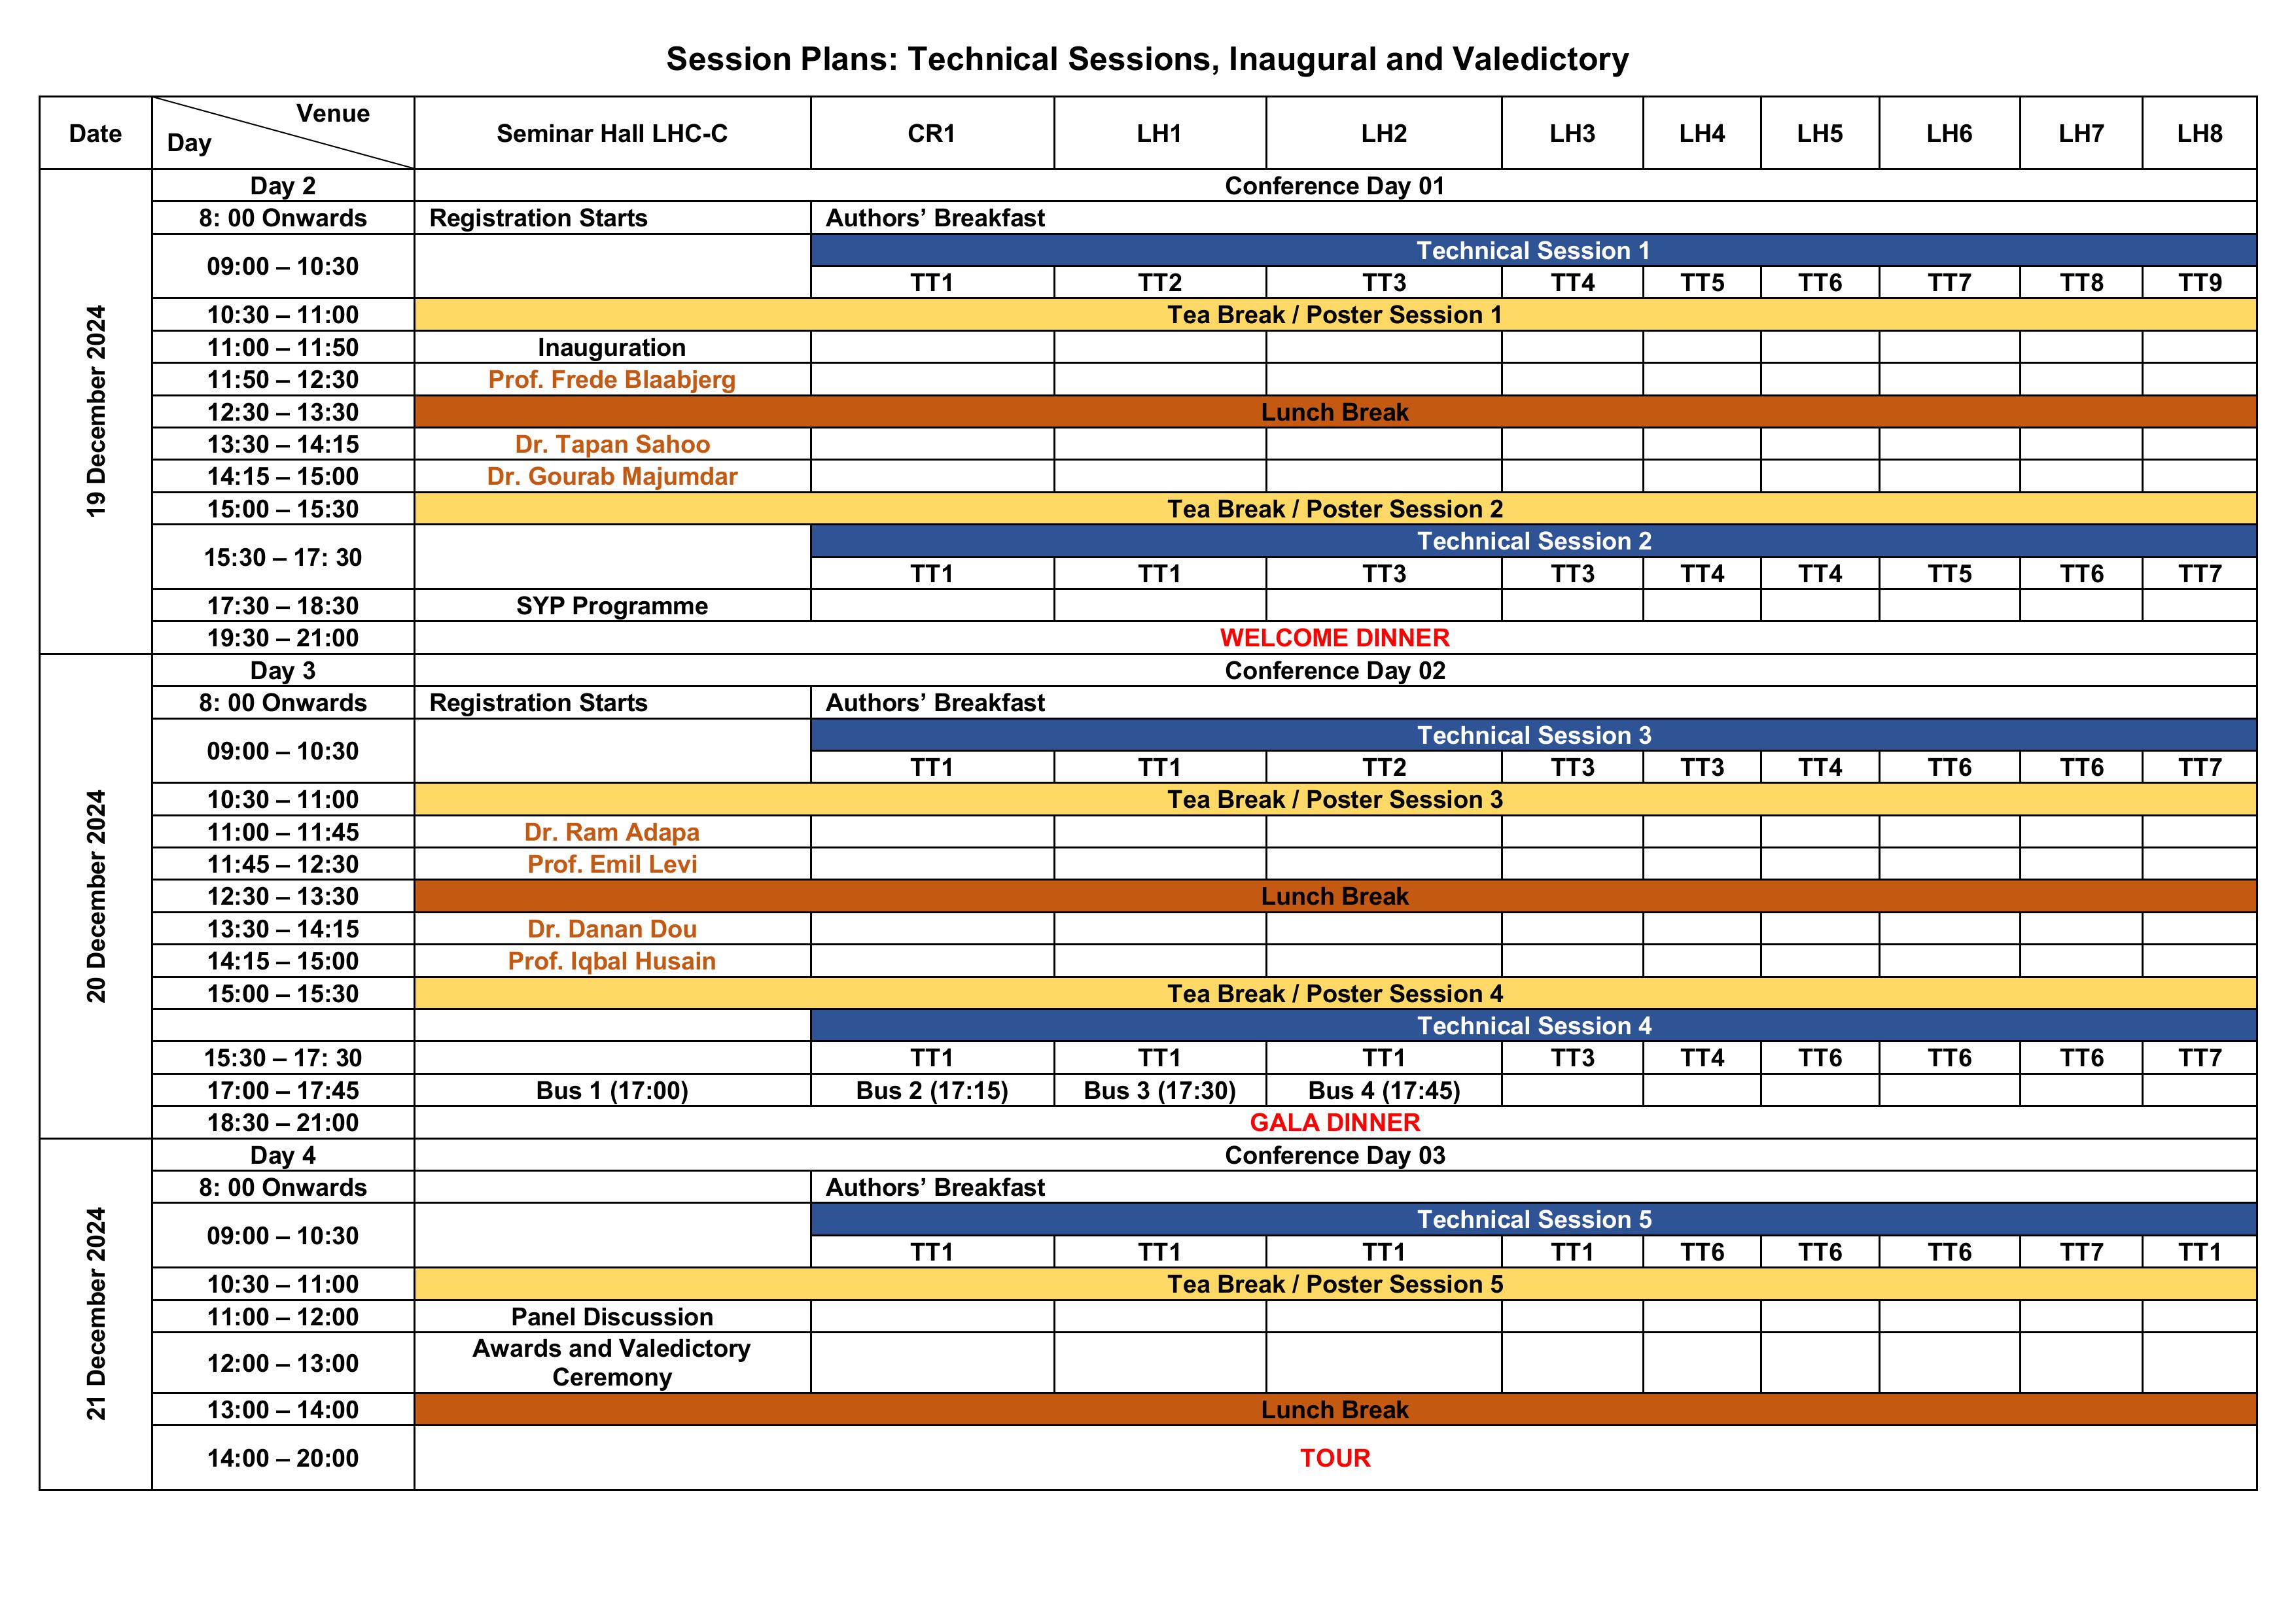 Session Plans: Technical Sessions, Inaugural and Valedictory
Date Venue Day Seminar Hall LHC-C CR1 LH1 LH2 LH3 LH4 LH5 LH6 LH7 LH8
19 December 2024
Day 2 Conference Day 01
8: 00 Onwards Registration Starts Authors’ Breakfast
Technical Session 1
09:00 – 10:30
TT1 TT2 TT3 TT4 TT5 TT6 TT7 TT8 TT9
10:30 – 11:00 Tea Break / Poster Session 1
11:00 – 11:50 Inauguration
11:50 – 12:30 Prof. Frede Blaabjerg
12:30 – 13:30 Lunch Break
13:30 – 14:15 Dr. Tapan Sahoo
14:15 – 15:00 Dr. Gourab Majumdar
15:00 – 15:30 Tea Break / Poster Session 2
Technical Session 2
15:30 – 17: 30
TT1 TT1 TT3 TT3 TT4 TT4 TT5 TT6 TT7
17:30 – 18:30 SYP Programme
19:30 – 21:00 WELCOME DINNER
20 December 2024
Day 3 Conference Day 02
8: 00 Onwards Registration Starts Authors’ Breakfast
Technical Session 3
09:00 – 10:30
TT1 TT1 TT2 TT3 TT3 TT4 TT6 TT6 TT7
10:30 – 11:00 Tea Break / Poster Session 3
11:00 – 11:45 Dr. Ram Adapa
11:45 – 12:30 Prof. Emil Levi
12:30 – 13:30 Lunch Break
13:30 – 14:15 Dr. Danan Dou
14:15 – 15:00 Prof. Iqbal Husain
15:00 – 15:30 Tea Break / Poster Session 4
Technical Session 4
15:30 – 17: 30 TT1 TT1 TT1 TT3 TT4 TT6 TT6 TT6 TT7
17:00 – 17:45 Bus 1 (17:00) Bus 2 (17:15) Bus 3 (17:30) Bus 4 (17:45)
18:30 – 21:00 GALA DINNER
21 December 2024
Day 4 Conference Day 03
8: 00 Onwards Authors’ Breakfast
Technical Session 5
09:00 – 10:30
TT1 TT1 TT1 TT1 TT6 TT6 TT6 TT7 TT1
10:30 – 11:00 Tea Break / Poster Session 5
11:00 – 12:00 Panel Discussion
12:00 – 13:00 Awards and Valedictory
Ceremony
13:00 – 14:00 Lunch Break
14:00 – 20:00 TOUR